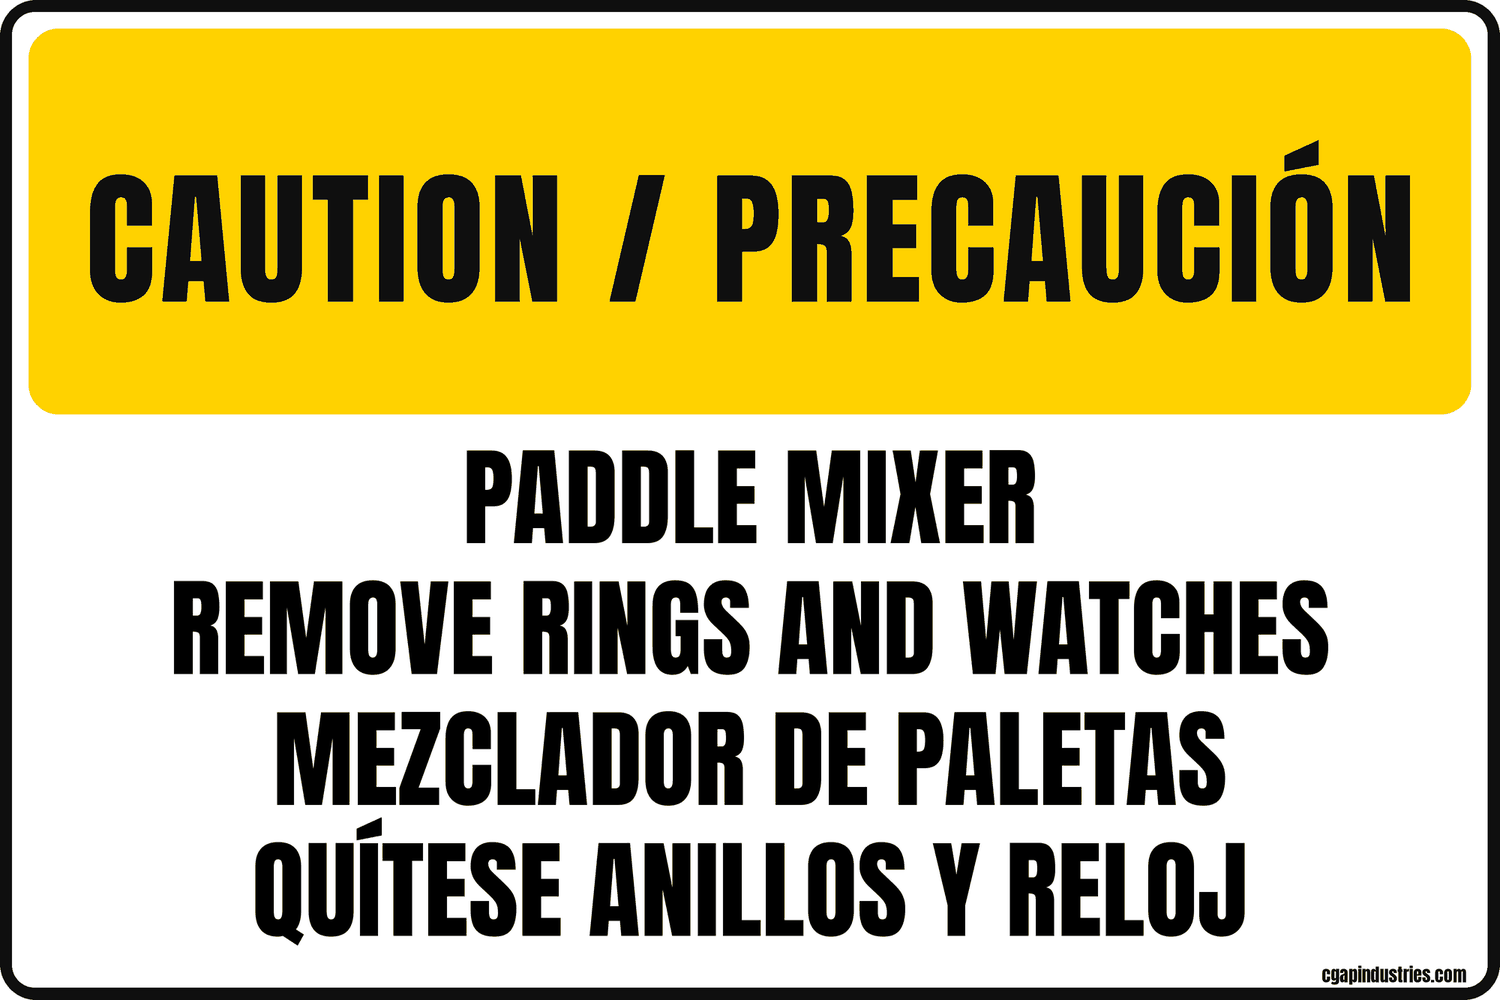 CAUTION / PRECAUCIÓN
PADDLE MIXER
REMOVE RINGS AND WATCHES
MEZCLADOR DE PALETAS
QUÍTESE ANILLOS Y RELOJ
cgapindustries.com